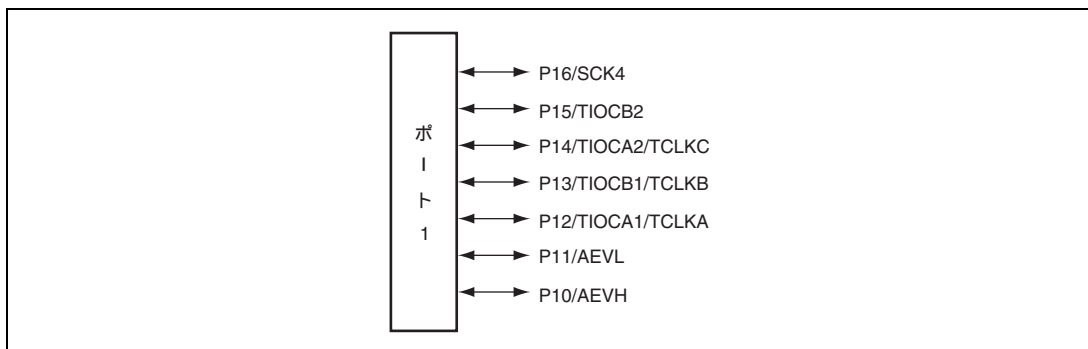 ポート1
P16/SCK4
P15/TIOCB2
P14/TIOCA2/TCLKC
P13/TIOCB1/TCLKB
P12/TIOCA1/TCLKA
P11/AEVL
P10/AEVH